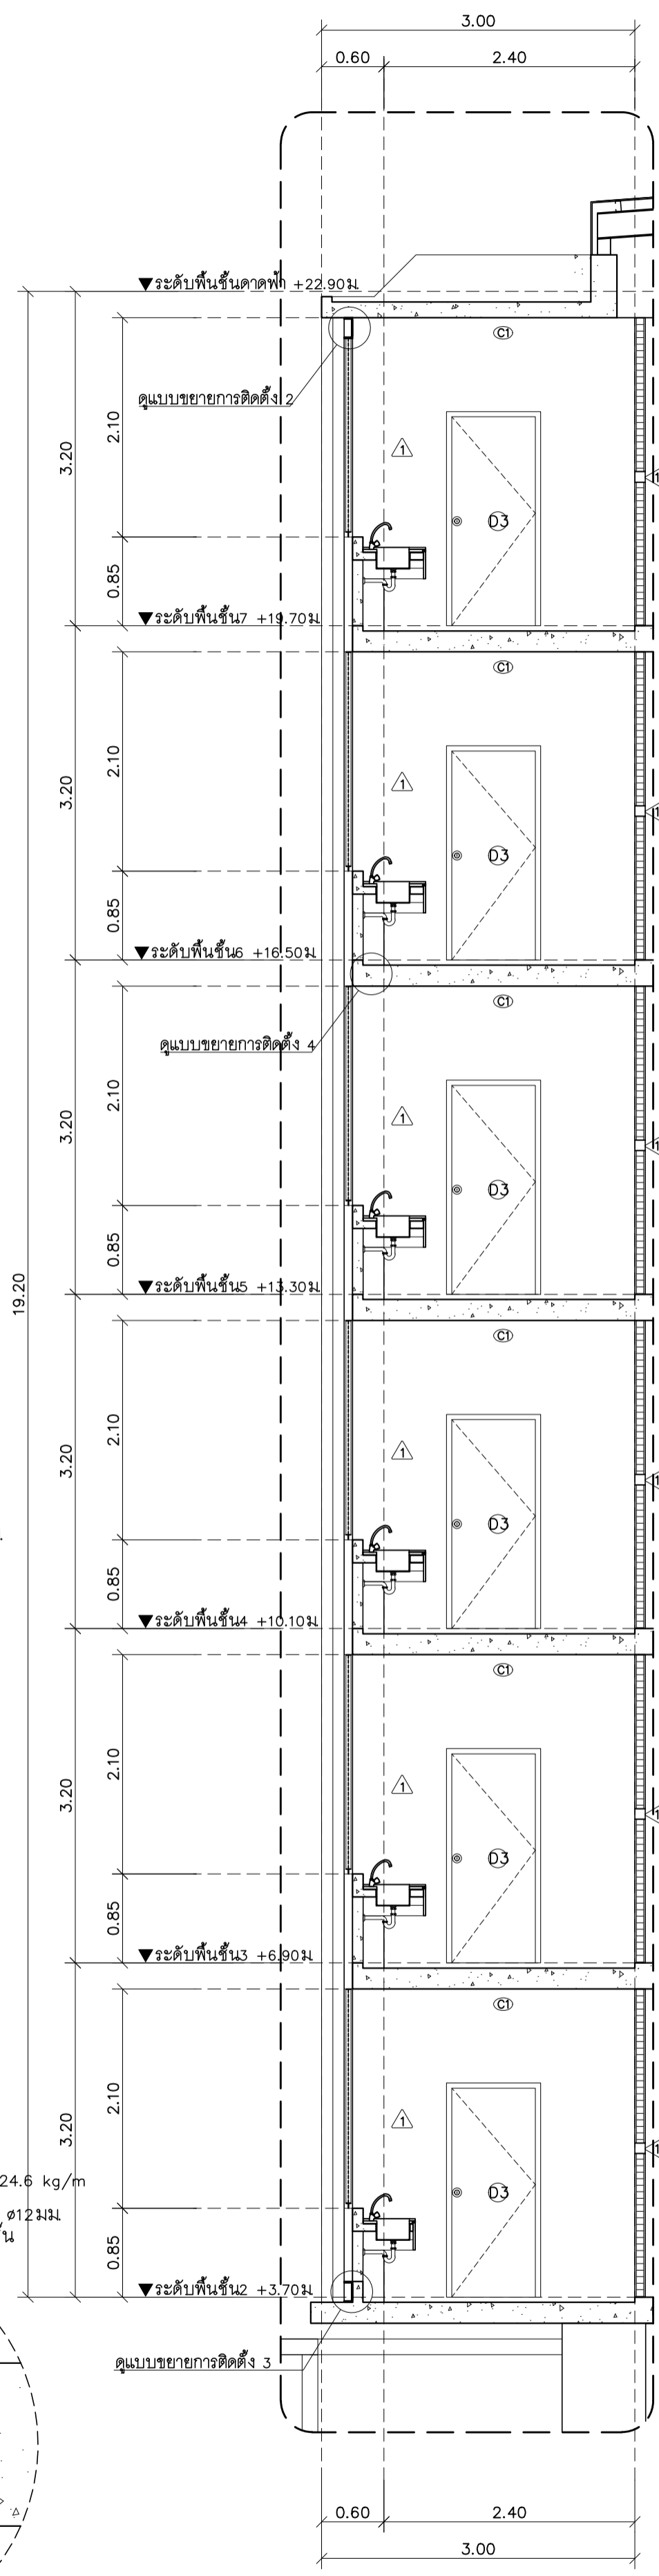 3.00
0.60 2.40
▼ระดับพื้นชั้นดาดฟ้า +22.90ม.
C1
ดูแบบขยายการติดตั้ง 2
2.10
3.20
1
1
D3
0.85
▼ระดับพื้นชั้น7 +19.70ม.
C1
2.10
3.20
1
1
D3
0.85
▼ระดับพื้นชั้น6 +16.50ม.
C1
ดูแบบขยายการติดตั้ง 4
2.10
3.20
1
1
D3
0.85
19.20
▼ระดับพื้นชั้น5 +13.30ม.
C1
2.10
3.20
1
1
D3
0.85
▼ระดับพื้นชั้น4 +10.10ม.
C1
2.10
3.20
1
1
D3
0.85
▼ระดับพื้นชั้น3 +6.90ม.
C1
2.10
3.20
1
1
24.6 kg/m
D3
ø12มม.
0.85
▼ระดับพื้นชั้น2 +3.70ม.
ดูแบบขยายการติดตั้ง 3
0.60 2.40
3.00